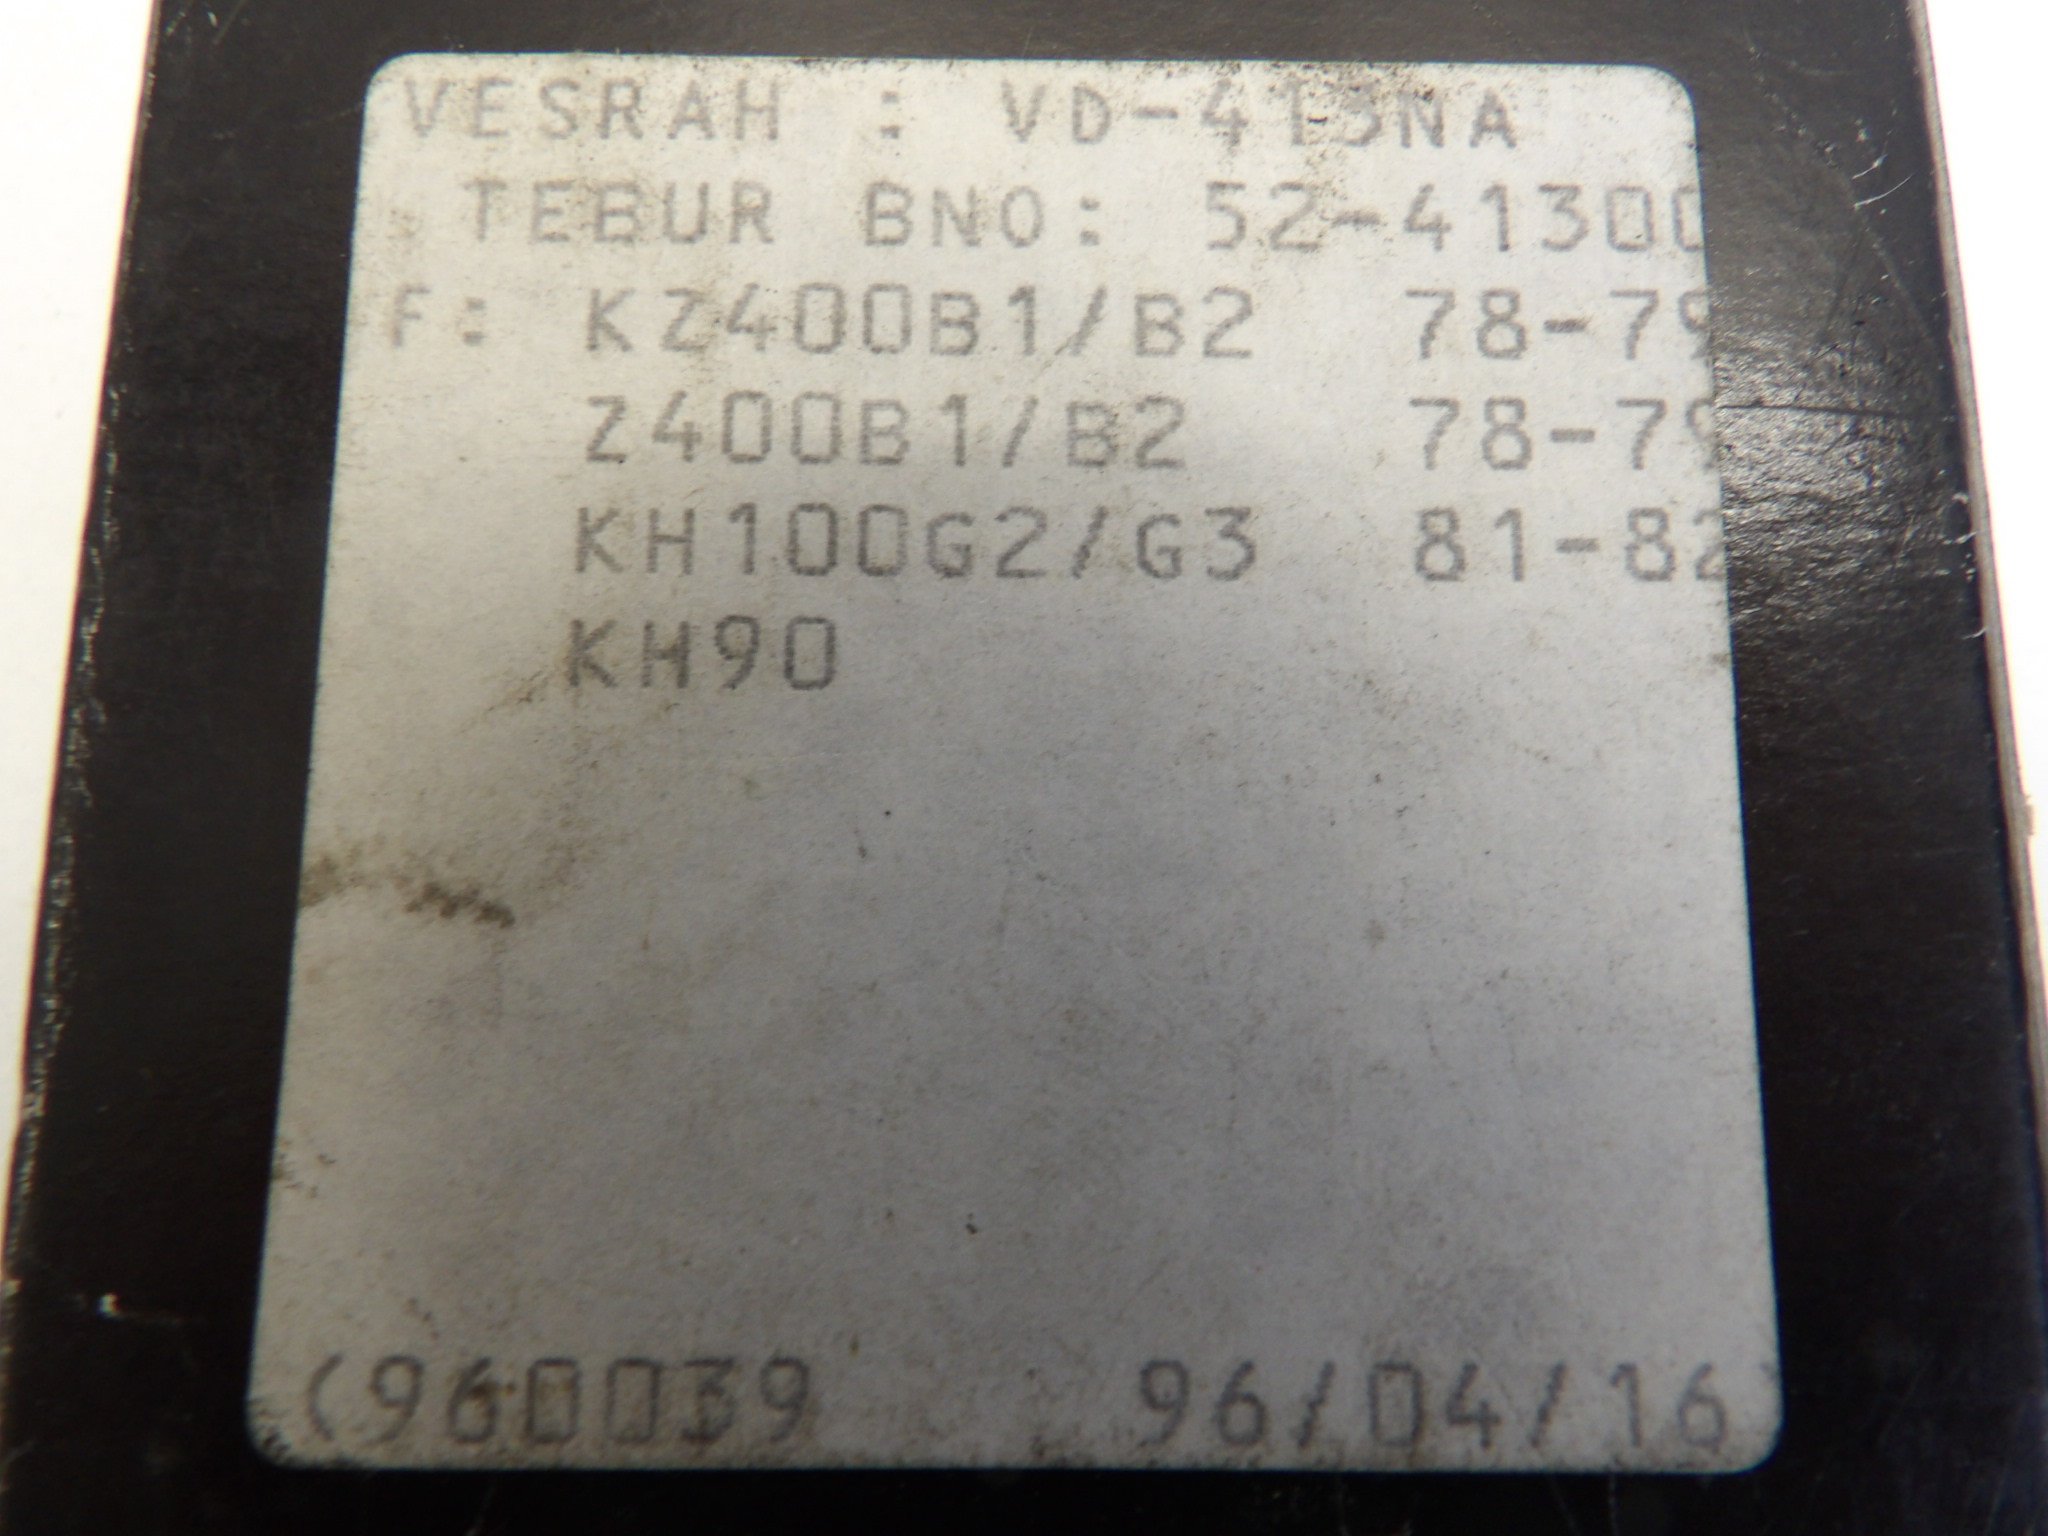 VESRAH : VD-413NA
TEBUR BNO: 52-41300
F: KZ400B1/B2 78-79
Z400B1/B2 78-79
KH100G2/G3 81-82
KH90
(960039 96/04/16